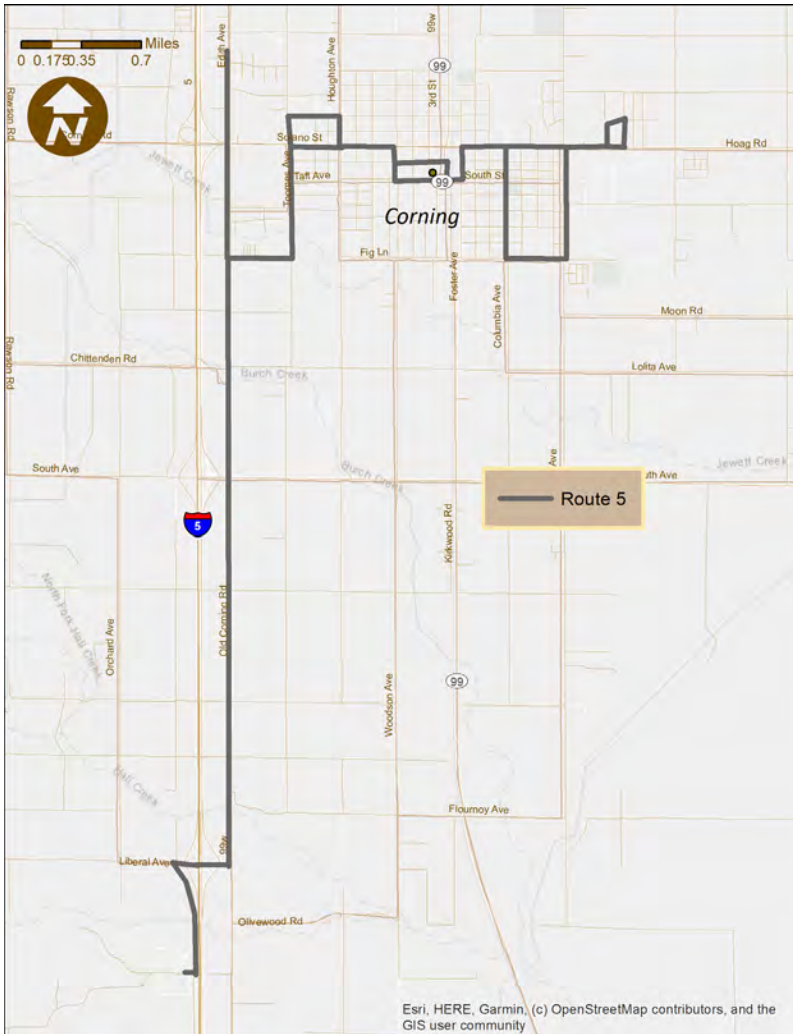 Miles
0 0.175 0.35 0.7
N
Edith Ave
Houghton Ave
99w
99
3rd St
5
Rawson Rd
Solano St
Hoag Rd
Jewett Creek
Toomes Ave
Taft Ave
99
South St
Corning
Fig Ln
Foster Ave
Columbia Ave
Moon Rd
Rawson Rd
Chittenden Rd
Lolita Ave
Burch Creek
Burch Creek
South Ave
Ave
Jewett Creek
Route 5
5
Kirkwood Rd
North Fork Hall Creek
Orchard Ave
Old Corning Rd
99
Woodson Ave
Hall Creek
Flournoy Ave
99w
Liberal Ave
Olivewood Rd
Esri, HERE, Garmin, (c) OpenStreetMap contributors, and the
GIS user community